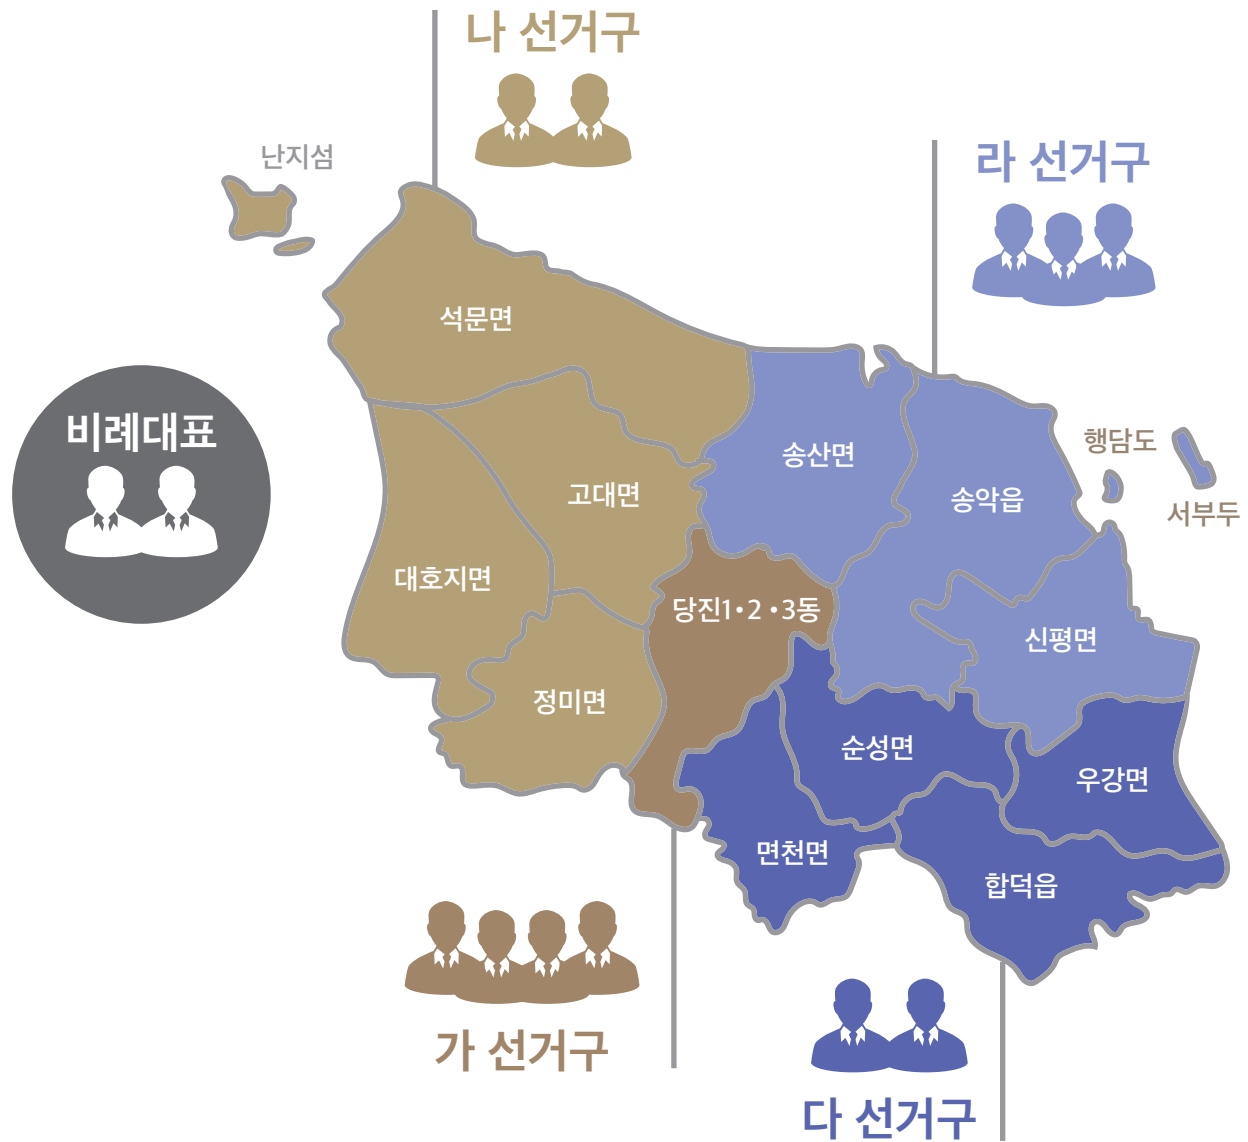 나 선거구
난지섬
라 선거구
석문면
비례대표
송산면
행담도
고대면
송악읍
서부두
대호지면
당진1·2·3동
신평면
정미면
순성면
우강면
면천면
합덕읍
가 선거구
다 선거구